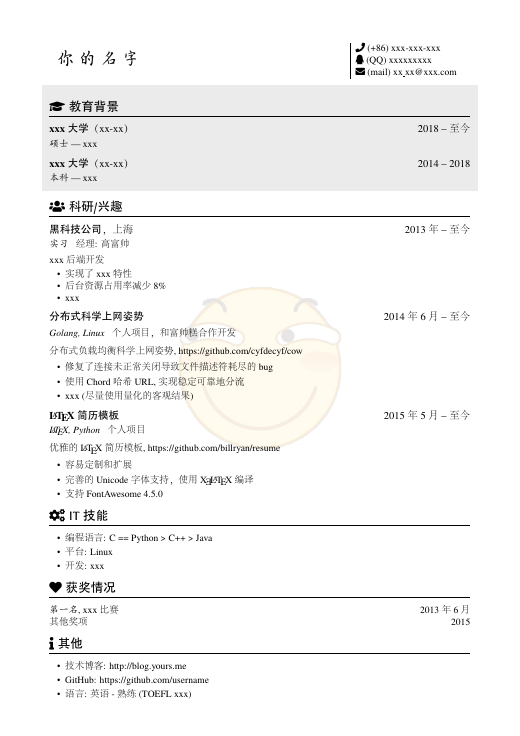 你的名字
(+86) xxx-xxx-xxx
(QQ) xxxxxxxxx
(mail) xx_xx@xxx.com
教育背景
xxx 大学（xx-xx） 2018 – 至今
硕士 — xxx
xxx 大学（xx-xx） 2014 – 2018
本科 — xxx
科研/兴趣
黑科技公司，上海 2013 年 – 至今
实习 经理: 高富帅
xxx 后端开发
• 实现了 xxx 特性
• 后台资源占用率减少 8%
• xxx
分布式科学上网姿势 2014 年 6 月 – 至今
Golang, Linux 个人项目，和富帅糕合作开发
分布式负载均衡科学上网姿势, https://github.com/cyfdecyf/cow
• 修复了连接未正常关闭导致文件描述符耗尽的 bug
• 使用 Chord 哈希 URL, 实现稳定可靠地分流
• xxx (尽量使用量化的客观结果)
LATEX 简历模板 2015 年 5 月 – 至今
LATEX, Python 个人项目
优雅的 LATEX 简历模板, https://github.com/billryan/resume
• 容易定制和扩展
• 完善的 Unicode 字体支持，使用 XeLATEX 编译
• 支持 FontAwesome 4.5.0
IT 技能
• 编程语言: C == Python > C++ > Java
• 平台: Linux
• 开发: xxx
获奖情况
第一名, xxx 比赛 2013 年 6 月
其他奖项 2015
其他
• 技术博客: http://blog.yours.me
• GitHub: https://github.com/username
• 语言: 英语 - 熟练 (TOEFL xxx)